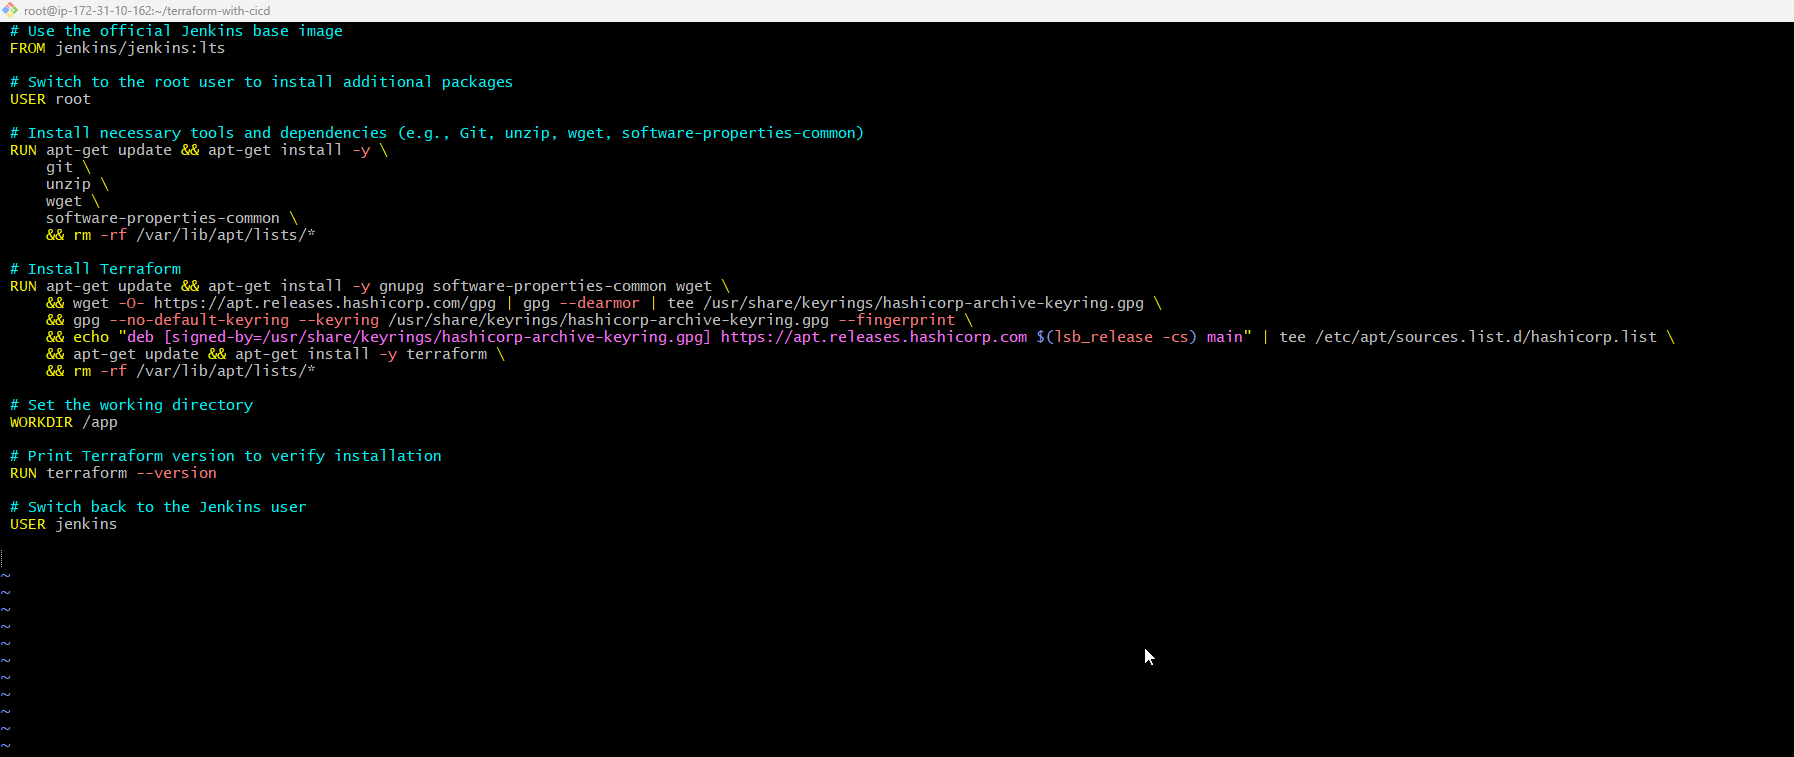 root@ip-172-31-10-162:~/terraform-with-cicd
# Use the official Jenkins base image
FROM jenkins/jenkins:lts
# Switch to the root user to install additional packages
USER root
# Install necessary tools and dependencies (e.g., Git, unzip, wget, software-properties-common)
RUN apt-get update && apt-get install -y \
    git \
    unzip \
    wget \
    software-properties-common \
    && rm -rf /var/lib/apt/lists/*
# Install Terraform
RUN apt-get update && apt-get install -y gnupg software-properties-common wget \
    && wget -O- https://apt.releases.hashicorp.com/gpg | gpg --dearmor | tee /usr/share/keyrings/hashicorp-archive-keyring.gpg \
    && gpg --no-default-keyring --keyring /usr/share/keyrings/hashicorp-archive-keyring.gpg --fingerprint \
    && echo "deb [signed-by=/usr/share/keyrings/hashicorp-archive-keyring.gpg] https://apt.releases.hashicorp.com $(lsb_release -cs) main" | tee /etc/apt/sources.list.d/hashicorp.list \
    && apt-get update && apt-get install -y terraform \
    && rm -rf /var/lib/apt/lists/*
# Set the working directory
WORKDIR /app
# Print Terraform version to verify installation
RUN terraform --version
# Switch back to the Jenkins user
USER jenkins
~
~
~
~
~
~
~
~
~
~
~